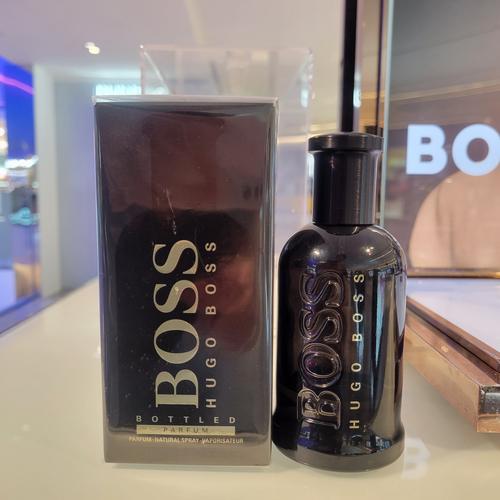 BOSS
HUGO BOSS
BOTTLED
PARFUM
PARFUM·NATURAL SPRAY·VAPORISATEUR
BOSS
HUGO BOSS
BO